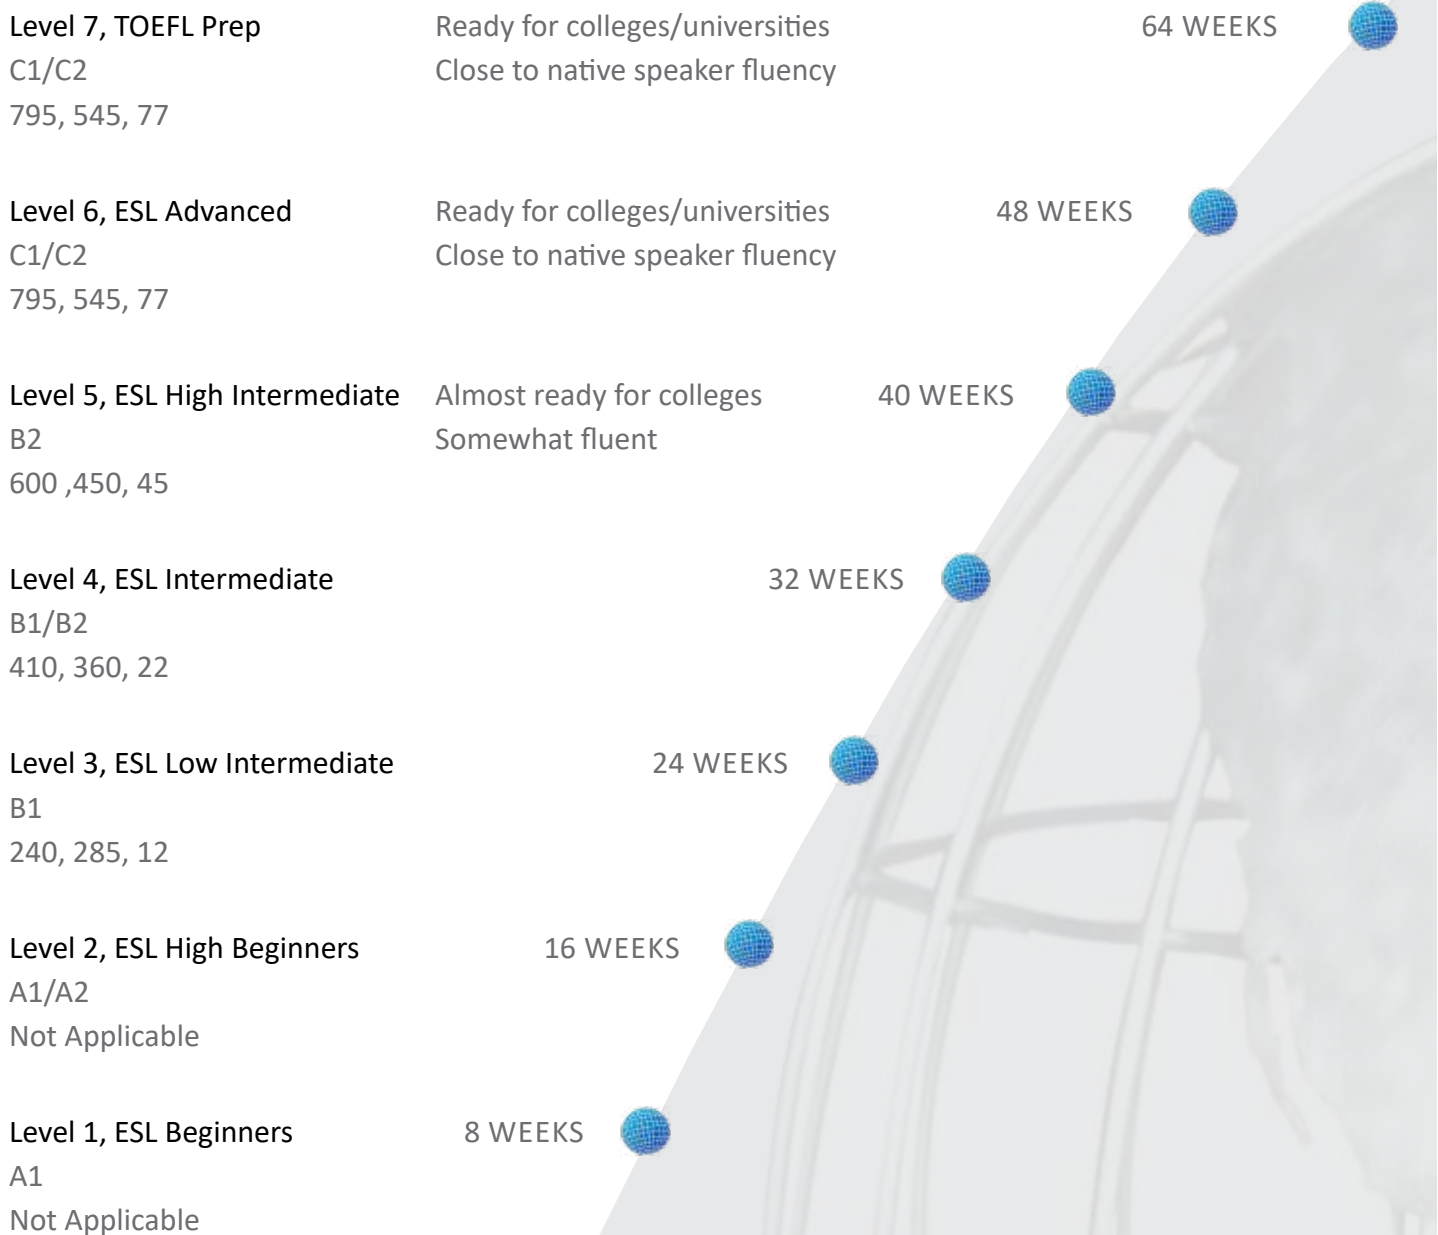 Level 7, TOEFL Prep Ready for colleges/universities 64 WEEKS
C1/C2 Close to native speaker fluency
795, 545, 77
Level 6, ESL Advanced Ready for colleges/universities 48 WEEKS
C1/C2 Close to native speaker fluency
795, 545, 77
Level 5, ESL High Intermediate Almost ready for colleges 40 WEEKS
B2 Somewhat fluent
600 ,450, 45
Level 4, ESL Intermediate 32 WEEKS
B1/B2
410, 360, 22
Level 3, ESL Low Intermediate 24 WEEKS
B1
240, 285, 12
Level 2, ESL High Beginners 16 WEEKS
A1/A2
Not Applicable
Level 1, ESL Beginners 8 WEEKS
A1
Not Applicable